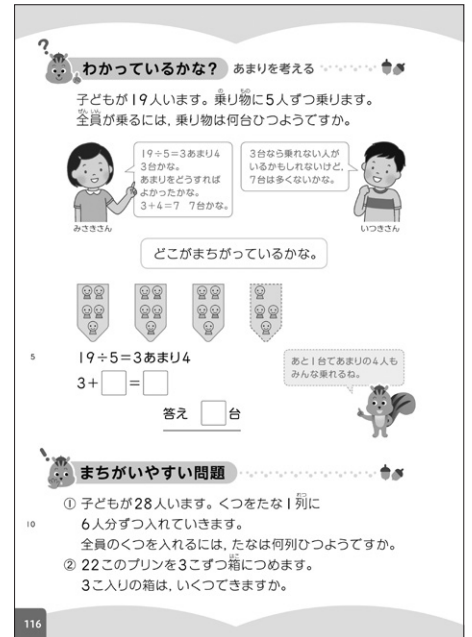 ?
わかっているかな? あまりを考える
子どもが19人います。乗り物に5人ずつ乗ります。
全員が乗るには,乗り物は何台ひつようですか。
19÷5=3あまり4
3台かな。
あまりをどうすれば
よかったかな。
3+4=7 7台かな。
3台なら乗れない人が
いるかもしれないけど,
7台は多くないかな。
みさきさん
いつきさん
どこがまちがっているかな。
5
19÷5=3あまり4
3+□=□
答え □台
あと1台であまりの4人も
みんな乗れるね。
!
まちがいやすい問題
① 子どもが28人います。くつをたな1列に
10
6人分ずつ入れていきます。
全員のくつを入れるには,たなは何列ひつようですか。
② 22このプリンを3こずつ箱につめます。
3こ入りの箱は,いくつできますか。
116